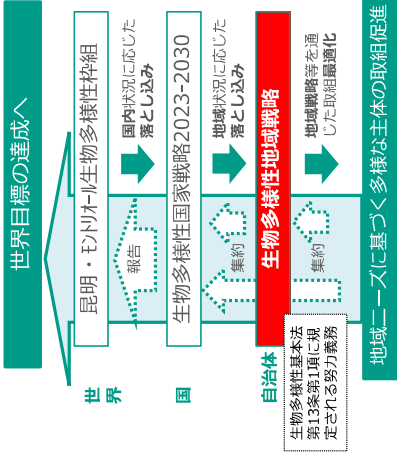 世界目標の達成へ
世界
昆明・モントリオール生物多様性枠組
報告
国内状況に応じた
落とし込み
国
生物多様性国家戦略2023-2030
集約
地域状況に応じた
落とし込み
自治体
生物多様性地域戦略
生物多様性基本法
第13条第1項に規
定される努力義務
集約
地域戦略等を通
じた取組最適化
地域ニーズに基づく多様な主体の取組促進